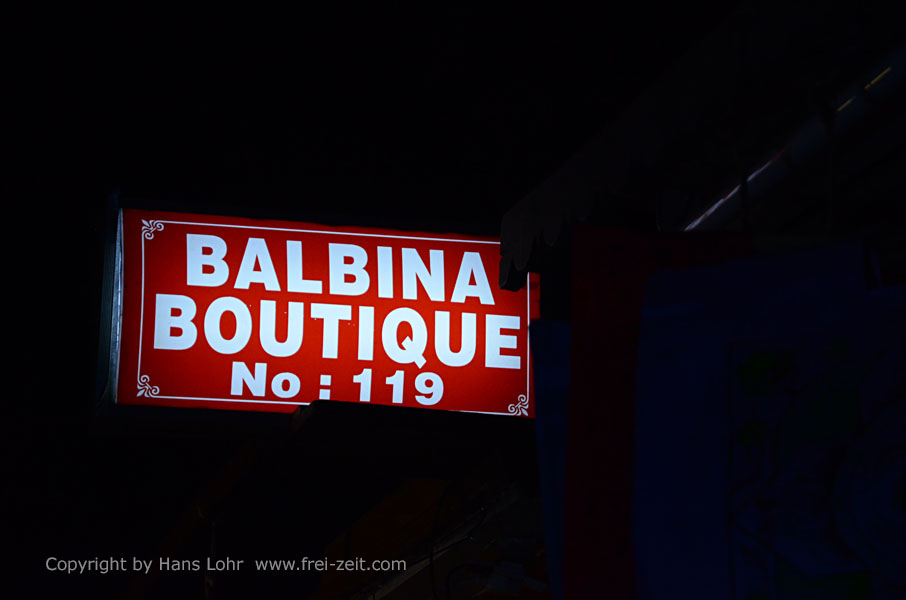 BALBINA
BOUTIQUE
No : 119
Copyright by Hans Lohr www.frei-zeit.com